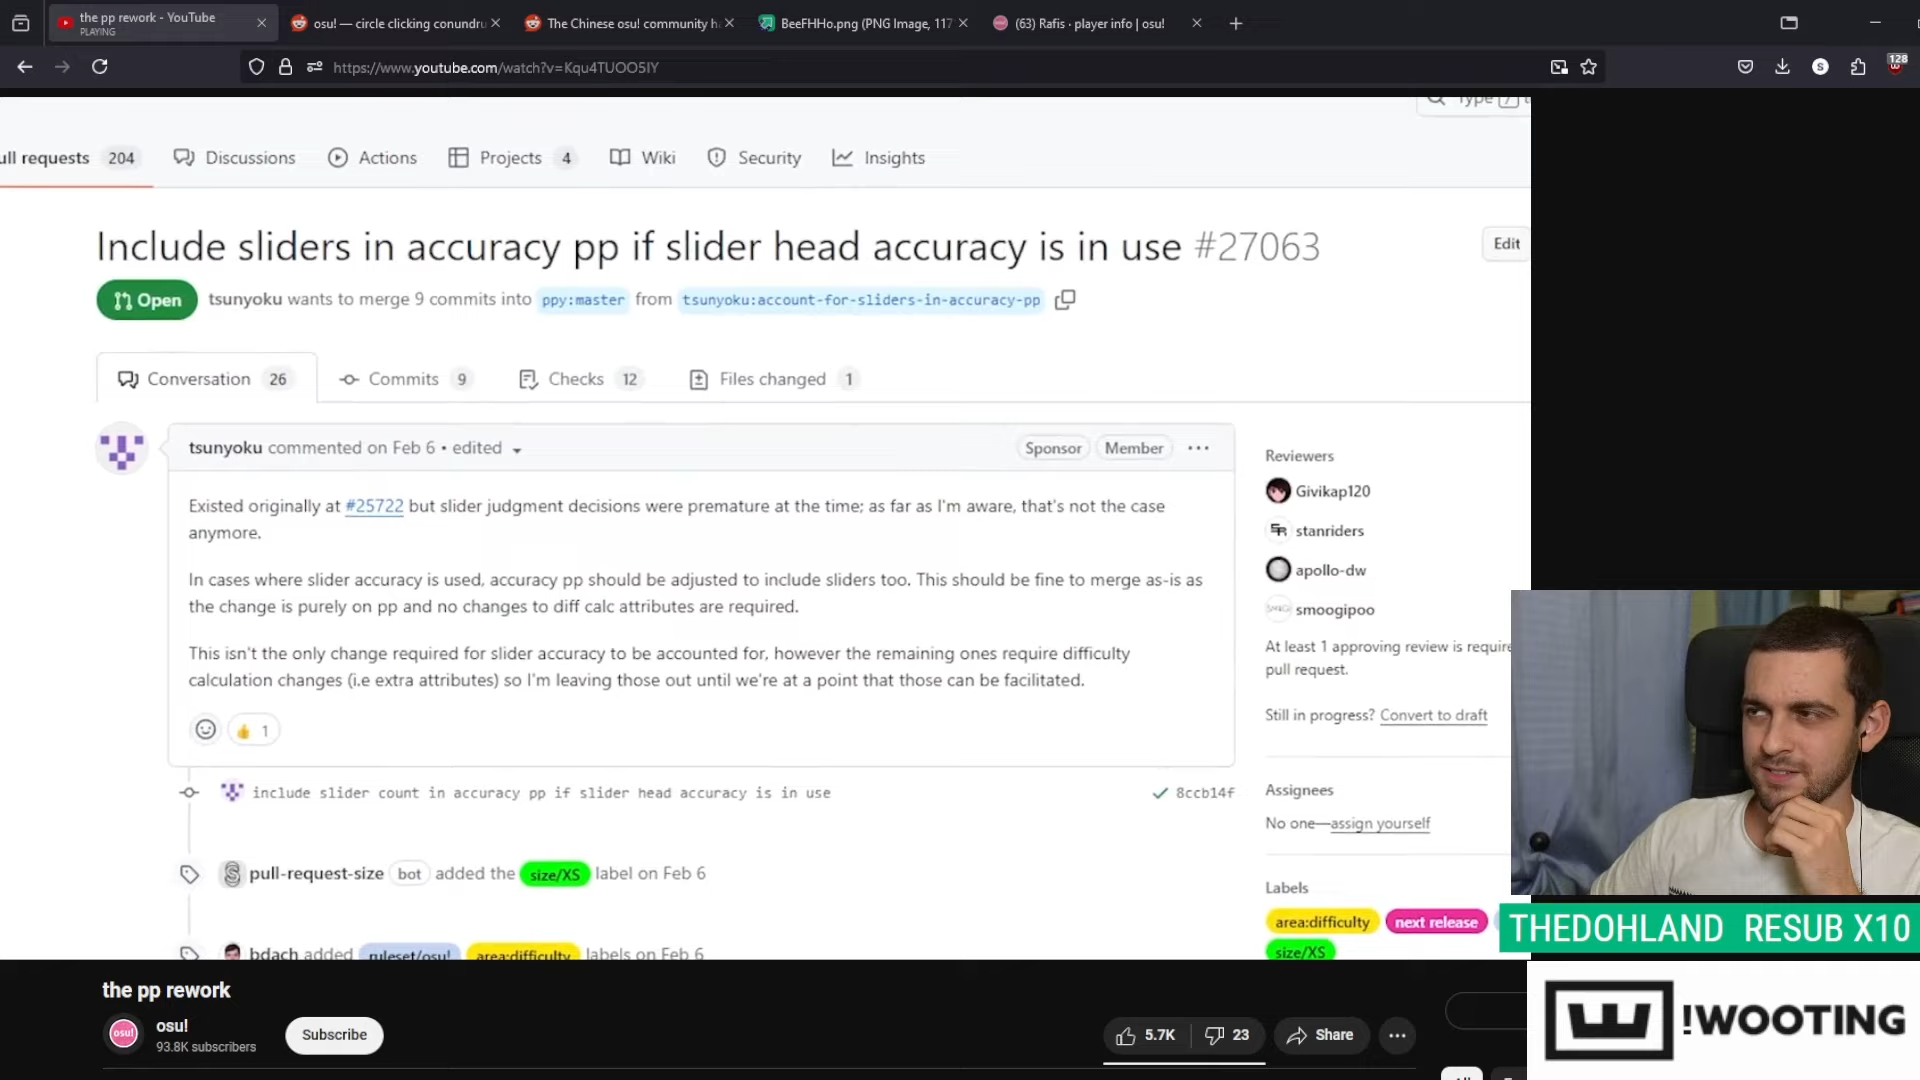 the pp rework - YouTube
PLAYING
osu! — circle clicking conundru
The Chinese osu! community h
BeeFHHo.png (PNG Image, 117
(63) Rafis · player info | osu!
https://www.youtube.com/watch?v=Kqu4TUOO5IY
S
128
Type / t
ull requests 204
Discussions
Actions
Projects 4
Wiki
Security
Insights
Include sliders in accuracy pp if slider head accuracy is in use #27063
Edit
Open
tsunyoku wants to merge 9 commits into ppy:master from tsunyoku:account-for-sliders-in-accuracy-pp
Conversation 26
Commits 9
Checks 12
Files changed 1
tsunyoku commented on Feb 6 • edited
Sponsor
Member
Existed originally at #25722 but slider judgment decisions were premature at the time; as far as I'm aware, that's not the case
anymore.
In cases where slider accuracy is used, accuracy pp should be adjusted to include sliders too. This should be fine to merge as-is as
the change is purely on pp and no changes to diff calc attributes are required.
This isn't the only change required for slider accuracy to be accounted for, however the remaining ones require difficulty
calculation changes (i.e extra attributes) so I'm leaving those out until we're at a point that those can be facilitated.
👍 1
include slider count in accuracy pp if slider head accuracy is in use
8ccb14f
pull-request-size bot added the size/XS label on Feb 6
bdach added ruleset/osu! area:difficulty labels on Feb 6
Reviewers
Givikap120
stanriders
apollo-dw
smoogipoo
At least 1 approving review is require
pull request.
Still in progress? Convert to draft
Assignees
No one—assign yourself
Labels
area:difficulty
next release
size/XS
THEDOHLAND RESUB X10
!WOOTING
the pp rework
osu!
osu!
93.8K subscribers
Subscribe
5.7K
23
Share